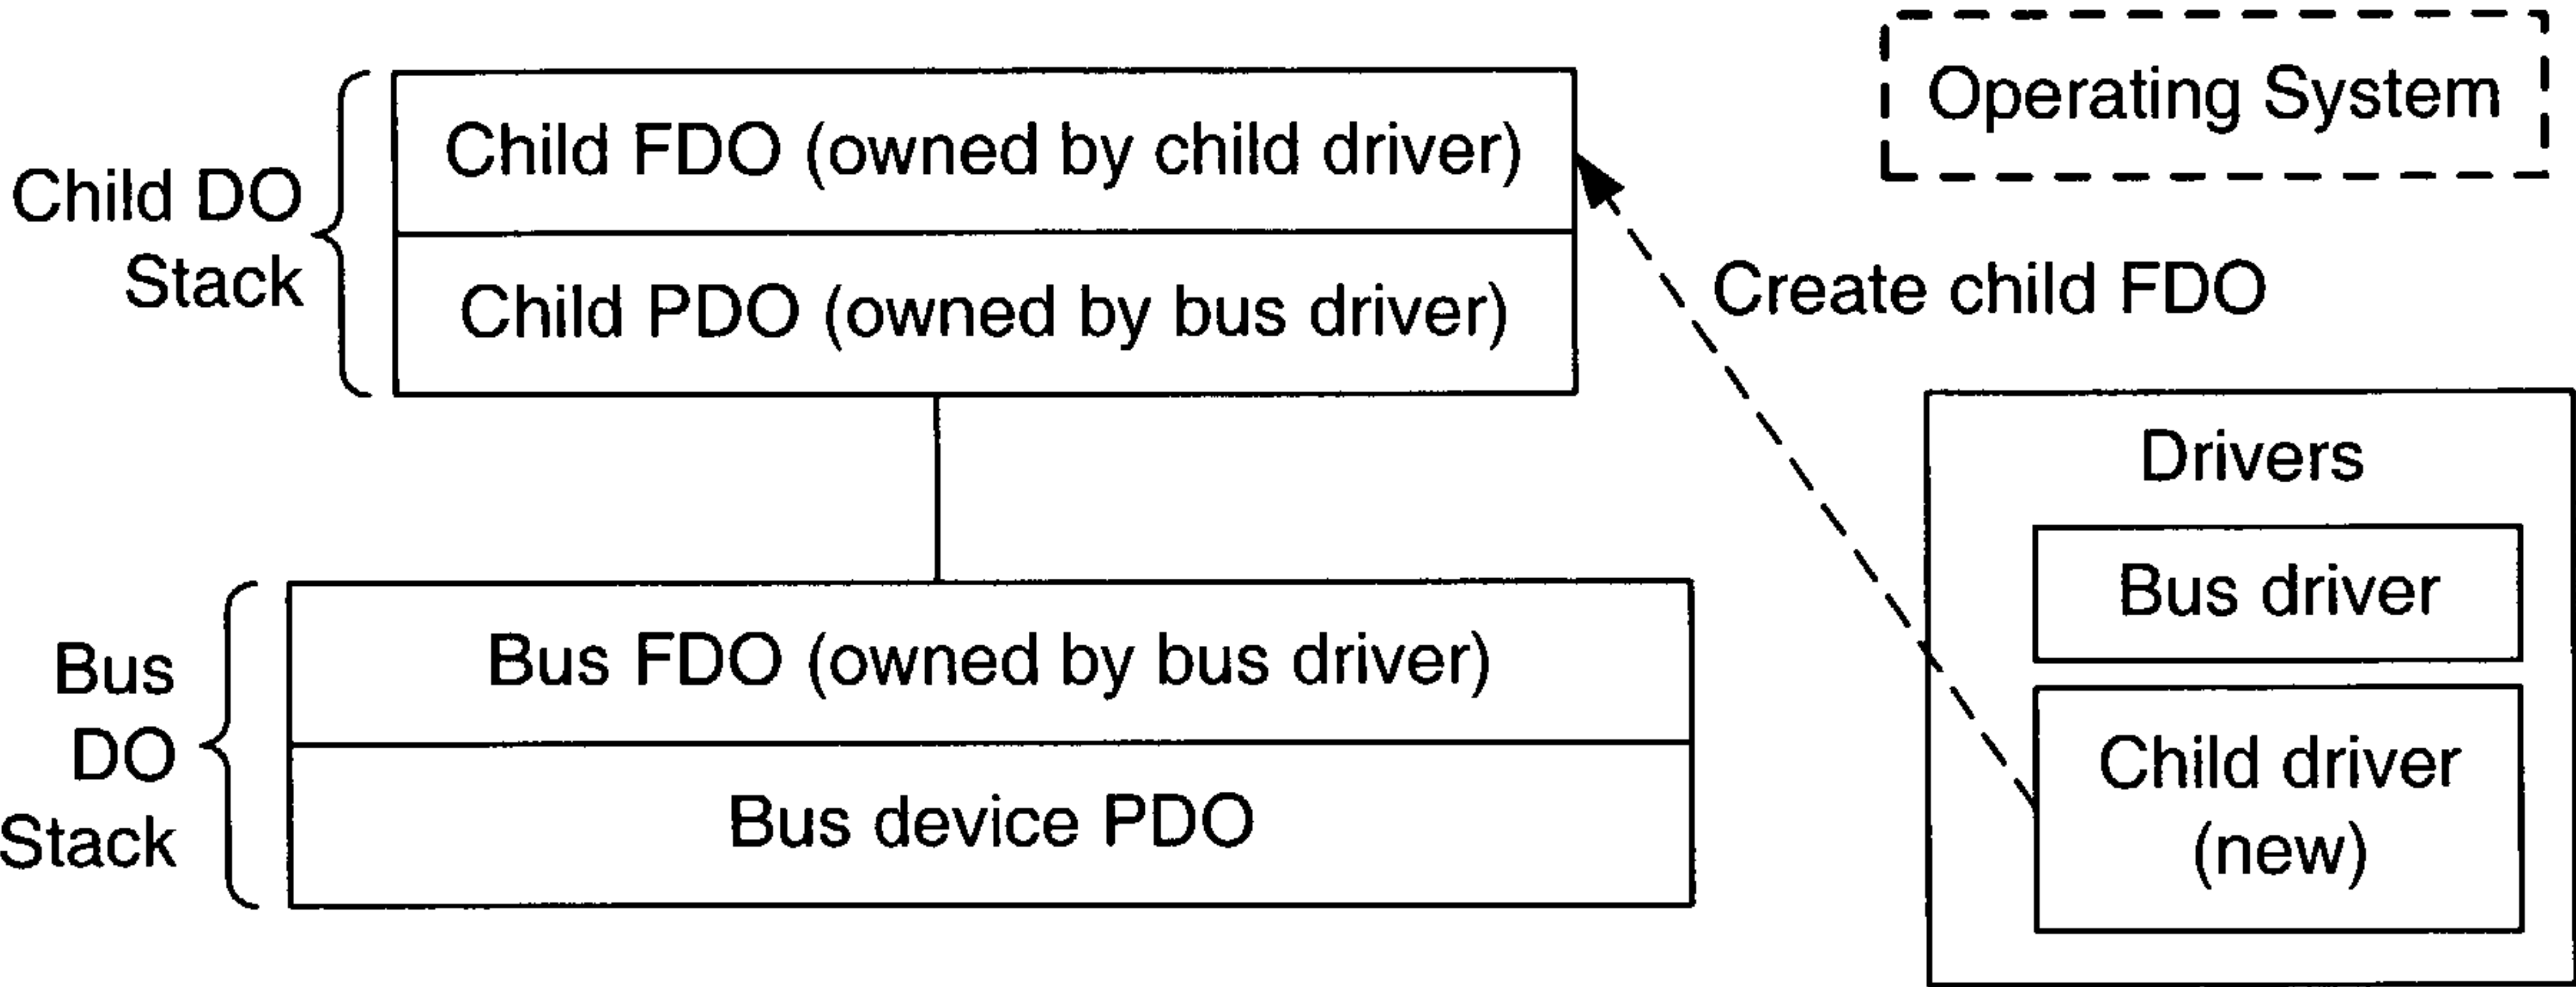 Operating System
Child DO
Stack
Child FDO (owned by child driver)
Child PDO (owned by bus driver)
Create child FDO
Bus
DO
Stack
Bus FDO (owned by bus driver)
Bus device PDO
Drivers
Bus driver
Child driver
(new)